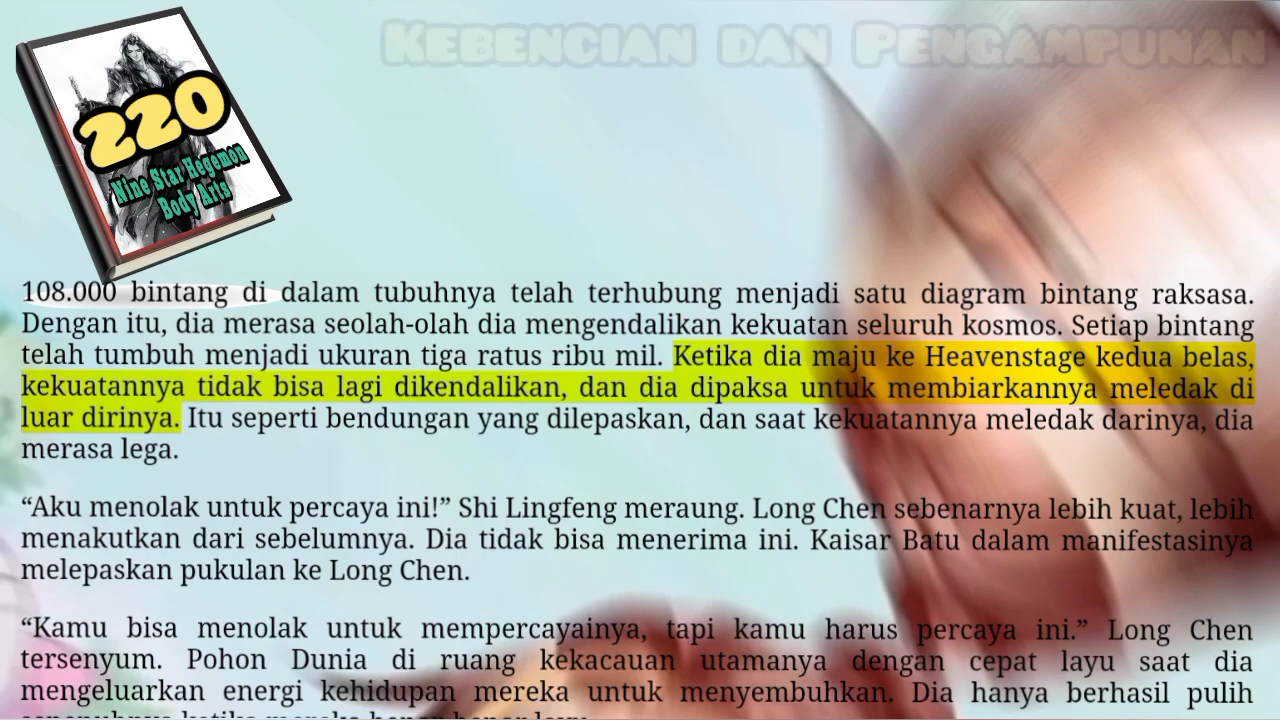 KEBENCIAN DAN PENGAMPUNAN
220
Nine Star Hegemon
Body Arts
108.000 bintang di dalam tubuhnya telah terhubung menjadi satu diagram bintang raksasa.
Dengan itu, dia merasa seolah-olah dia mengendalikan kekuatan seluruh kosmos. Setiap bintang
telah tumbuh menjadi ukuran tiga ratus ribu mil. Ketika dia maju ke Heavenstage kedua belas,
kekuatannya tidak bisa lagi dikendalikan, dan dia dipaksa untuk membiarkannya meledak di
luar dirinya. Itu seperti bendungan yang dilepaskan, dan saat kekuatannya meledak darinya, dia
merasa lega.
“Aku menolak untuk percaya ini!” Shi Lingfeng meraung. Long Chen sebenarnya lebih kuat, lebih
menakutkan dari sebelumnya. Dia tidak bisa menerima ini. Kaisar Batu dalam manifestasinya
melepaskan pukulan ke Long Chen.
“Kamu bisa menolak untuk mempercayainya, tapi kamu harus percaya ini.” Long Chen
tersenyum. Pohon Dunia di ruang kekacauan utamanya dengan cepat layu saat dia
mengeluarkan energi kehidupan mereka untuk menyembuhkan. Dia hanya berhasil pulih